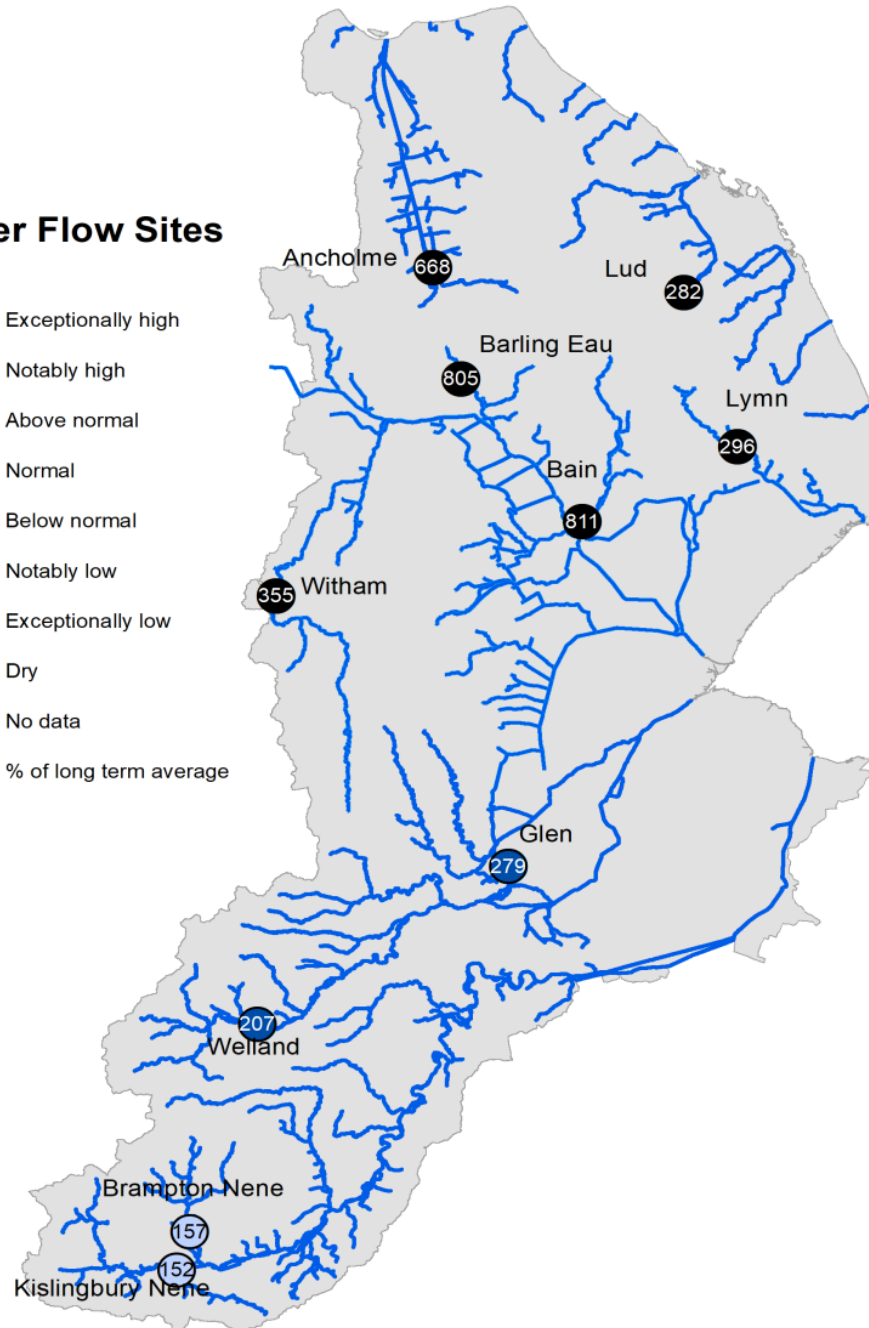 er Flow Sites
Exceptionally high
Notably high
Above normal
Normal
Below normal
Notably low
Exceptionally low
Dry
No data
% of long term average
Ancholme
668
Lud
282
Barling Eau
805
Lymn
296
Bain
811
Witham
355
Glen
279
207
Welland
Brampton Nene
157
152
Kislingbury Nene